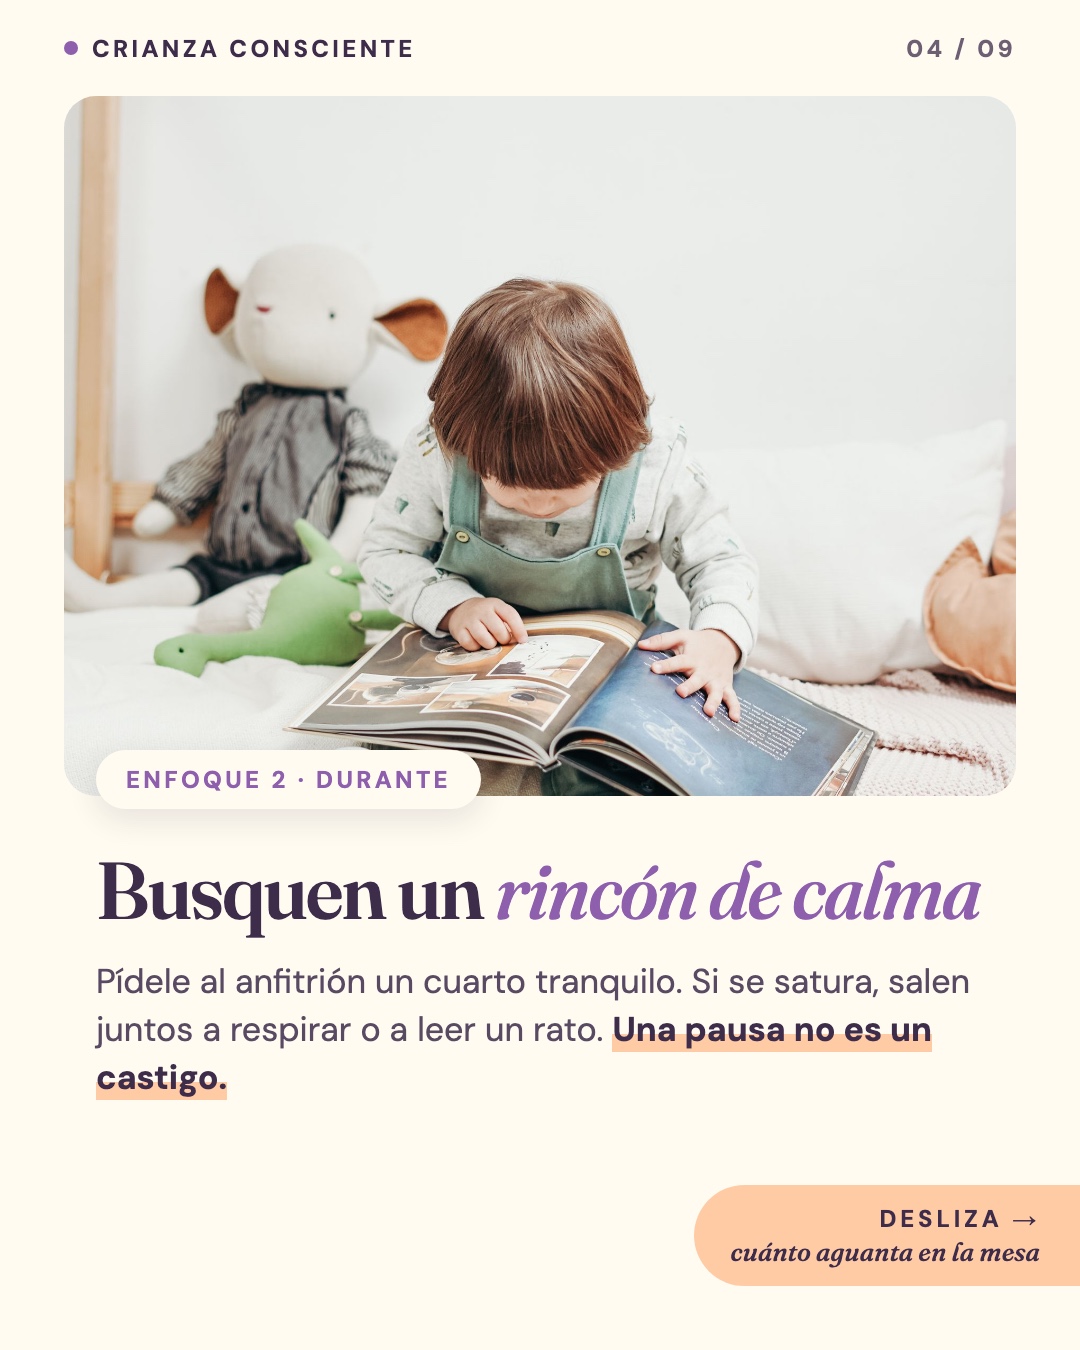 CRIANZA CONSCIENTE
04 / 09
ENFOQUE 2 · DURANTE
Busquen un rincón de calma
Pídele al anfitrión un cuarto tranquilo. Si se satura, salen
juntos a respirar o a leer un rato. Una pausa no es un
castigo.
DESLIZA →
cuánto aguanta en la mesa